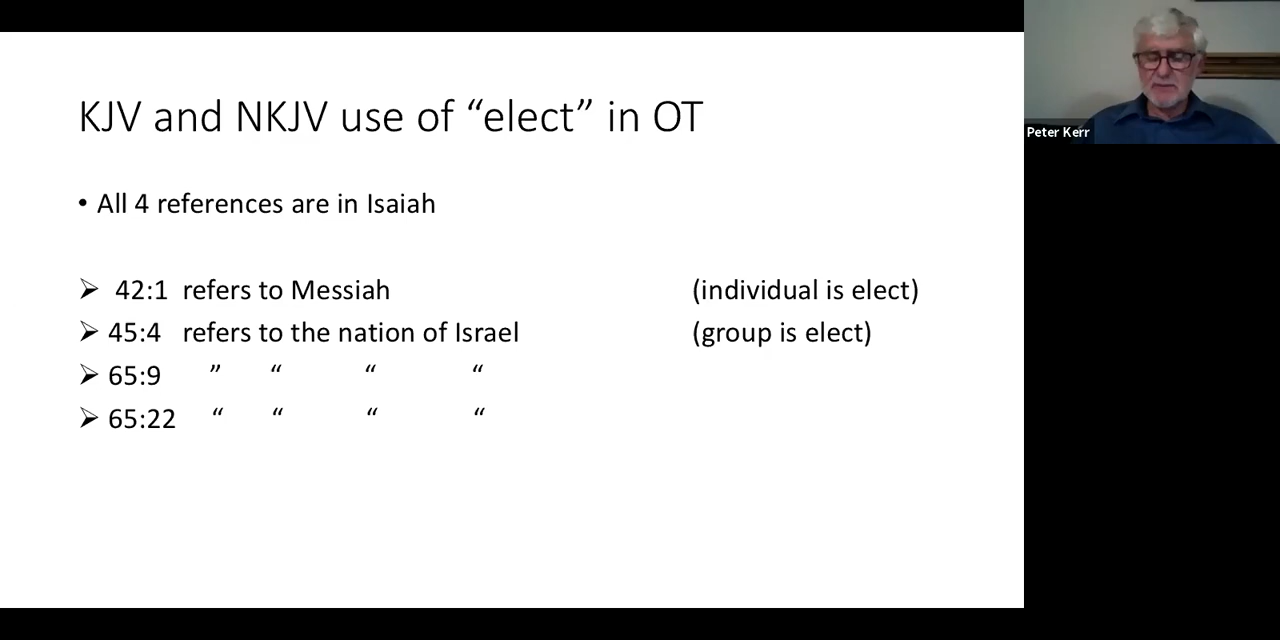 KJV and NKJV use of “elect” in OT
• All 4 references are in Isaiah
➢ 42:1 refers to Messiah (individual is elect)
➢ 45:4 refers to the nation of Israel (group is elect)
➢ 65:9 ” “ “ “
➢ 65:22 “ “ “ “
Peter Kerr